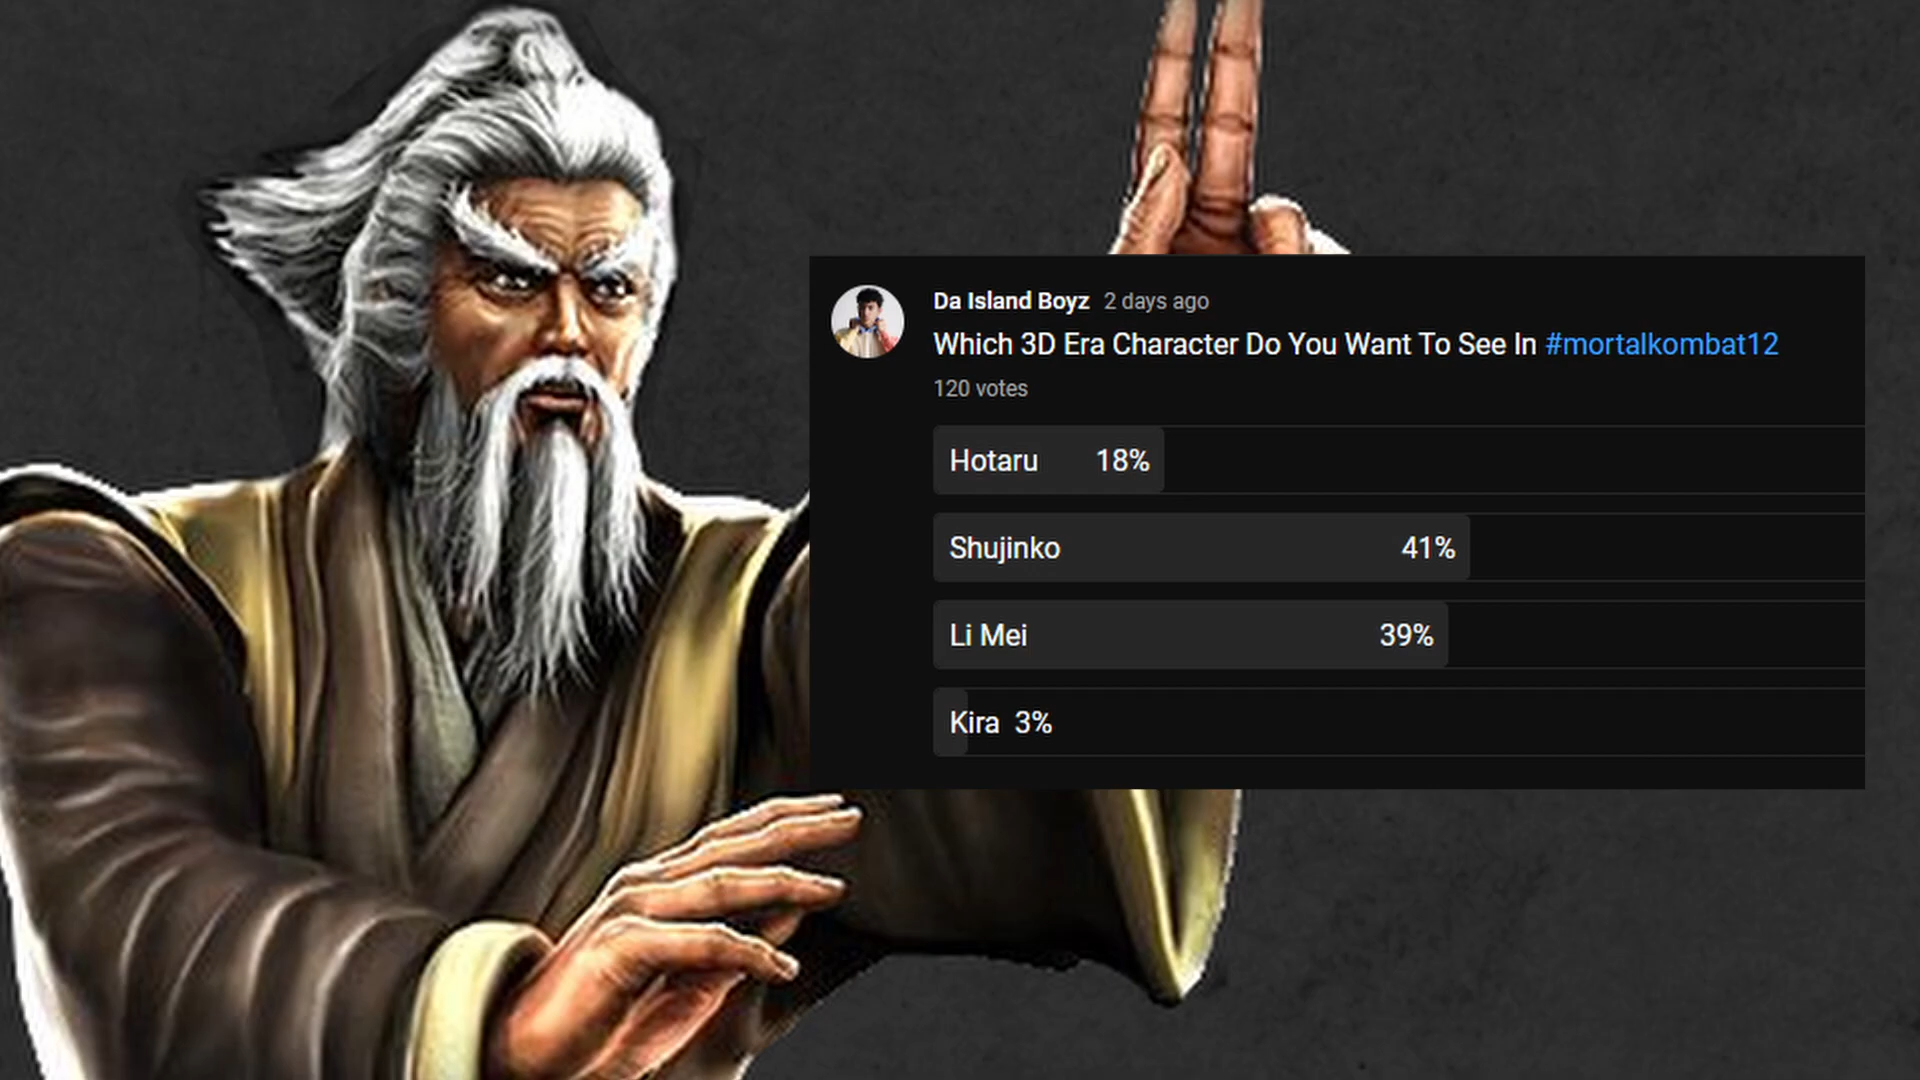 Da Island Boyz 2 days ago
Which 3D Era Character Do You Want To See In #mortalkombat12
120 votes
Hotaru 18%
Shujinko 41%
Li Mei 39%
Kira 3%